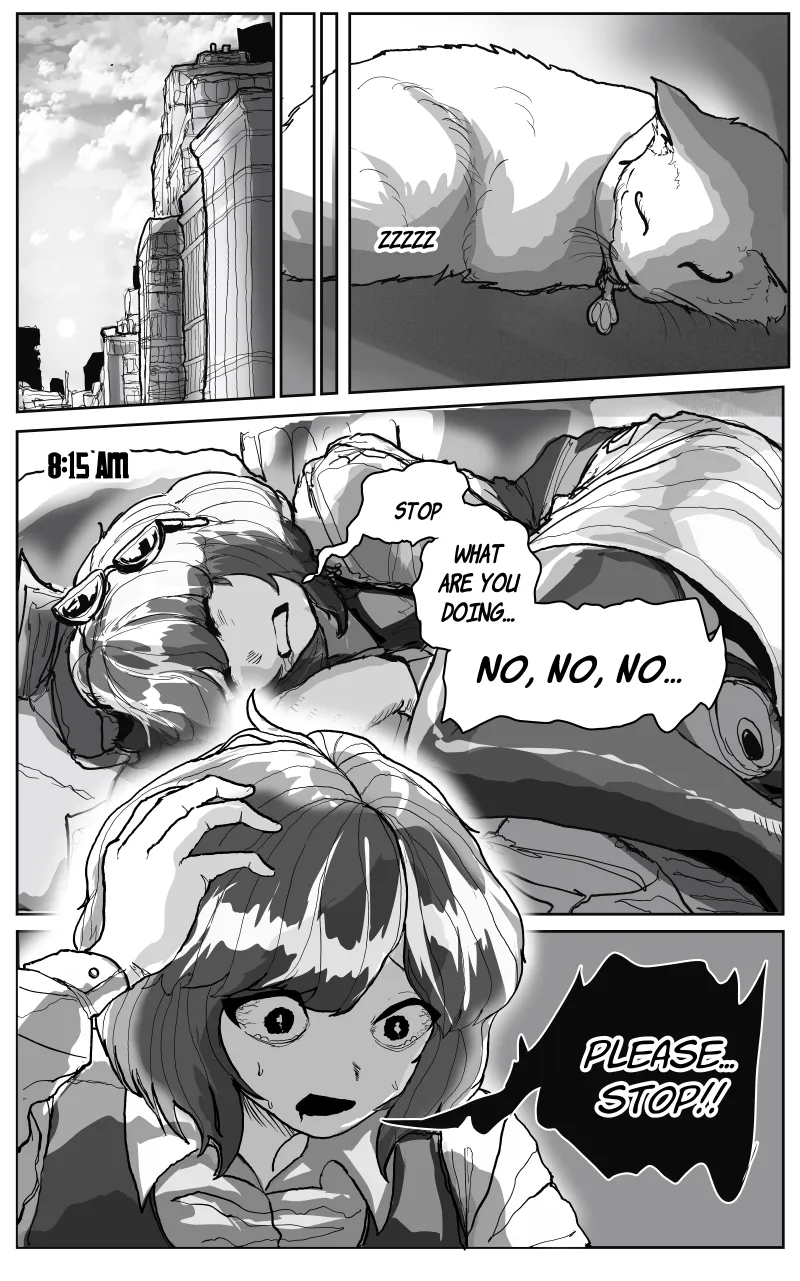 ZZZZZ
8:15 AM
STOP
WHAT
ARE YOU
DOING...
NO, NO, NO...
PLEASE...
STOP!!